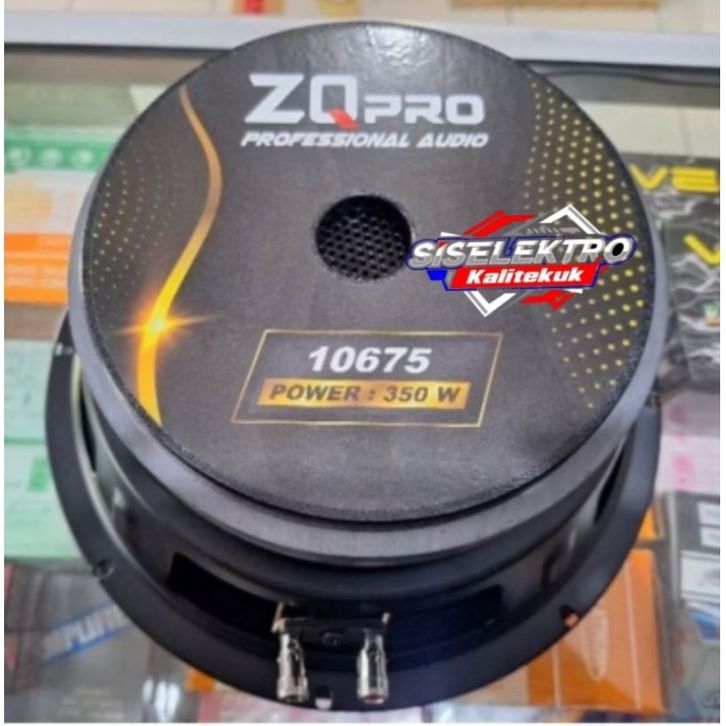 ZQPRO
PROFESSIONAL AUDIO
SISELEKTRO
Kalitekuk
10675
POWER : 350 W